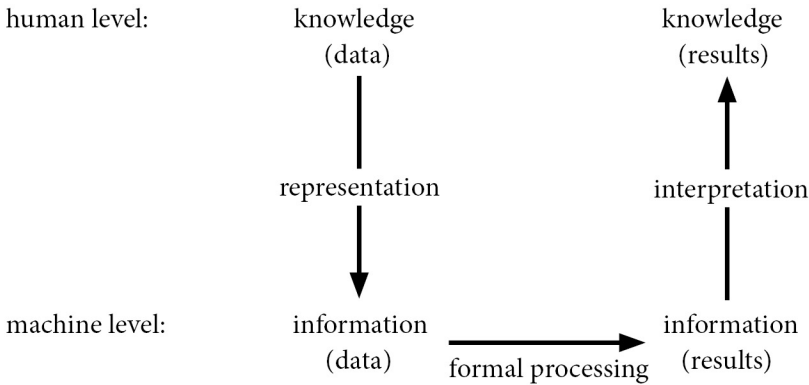 human level:
knowledge
(data)
knowledge
(results)
representation
interpretation
machine level:
information
(data)
formal processing
information
(results)